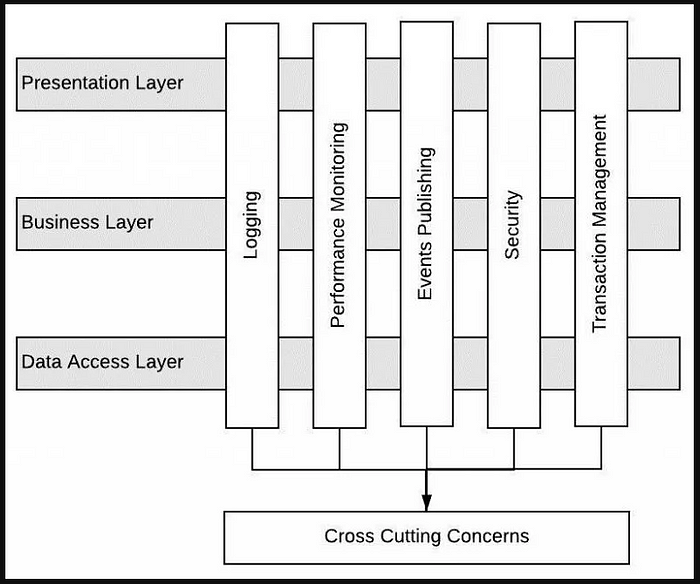 Presentation Layer
Business Layer
Data Access Layer
Logging
Performance Monitoring
Events Publishing
Security
Transaction Management
Cross Cutting Concerns